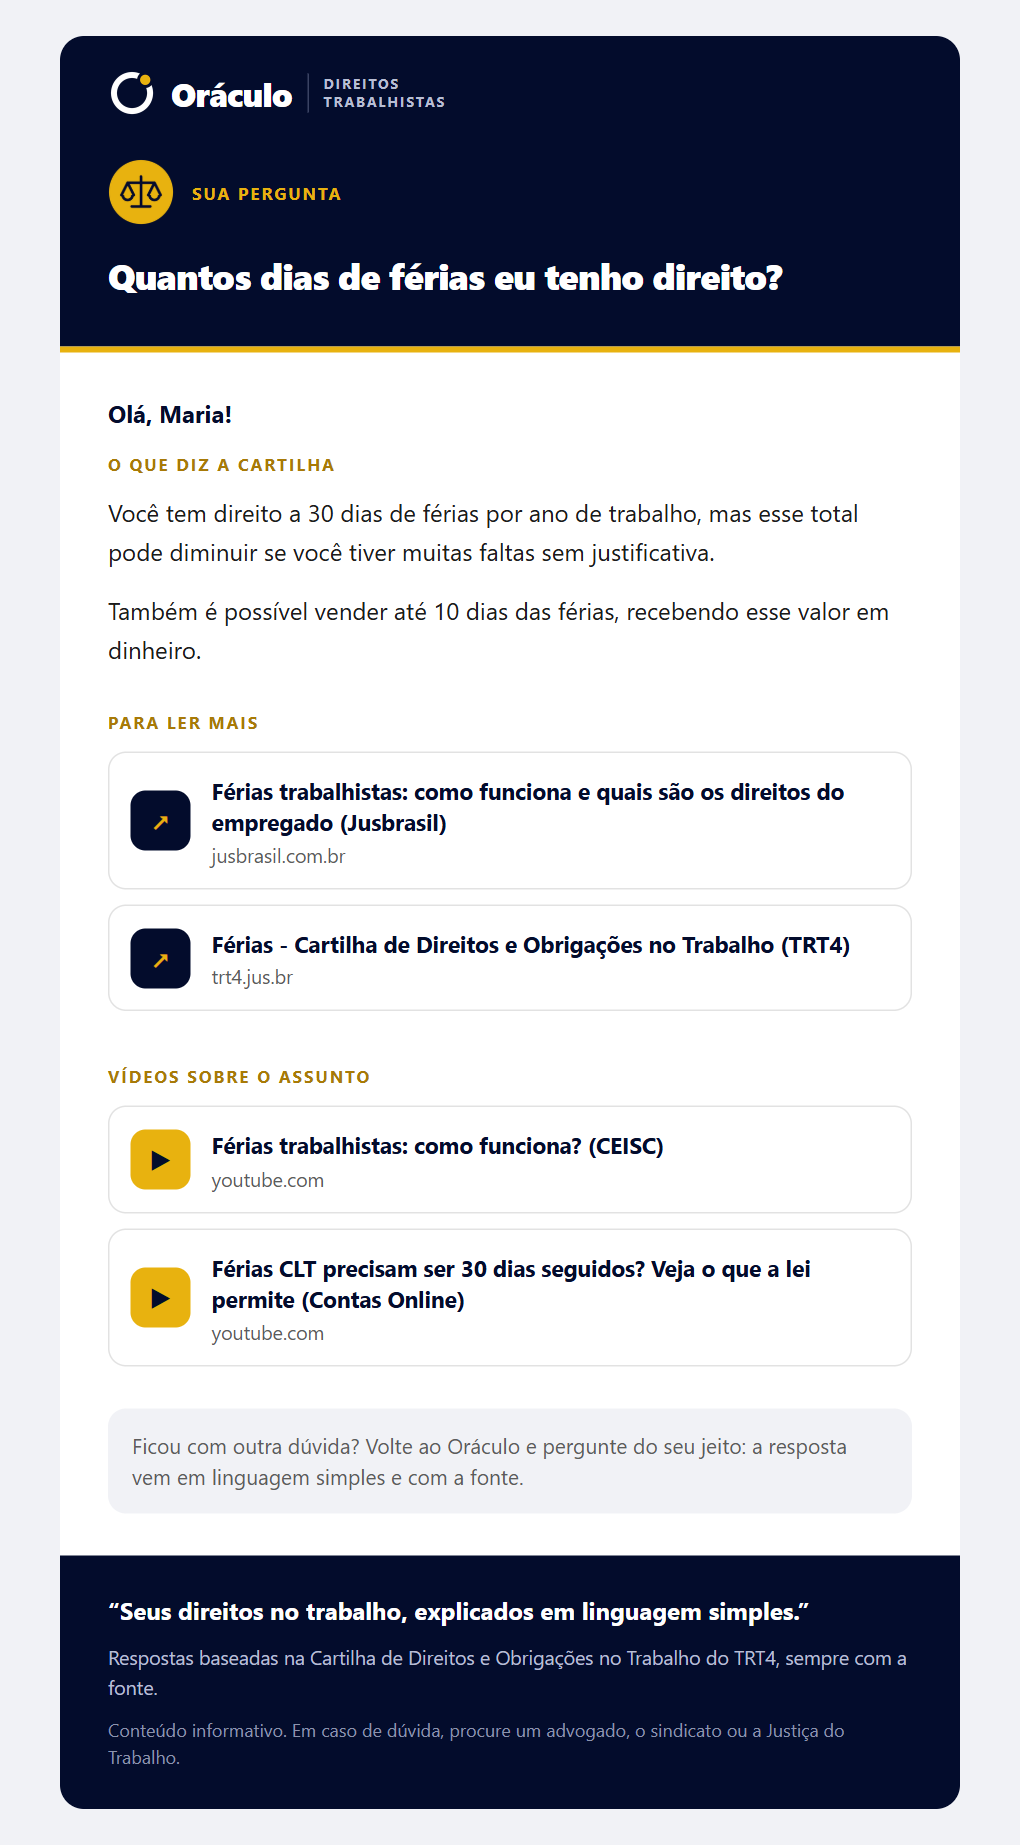 Oráculo
DIREITOS
TRABALHISTAS
SUA PERGUNTA
Quantos dias de férias eu tenho direito?
Olá, Maria!
O QUE DIZ A CARTILHA
Você tem direito a 30 dias de férias por ano de trabalho, mas esse total
pode diminuir se você tiver muitas faltas sem justificativa.
Também é possível vender até 10 dias das férias, recebendo esse valor em
dinheiro.
PARA LER MAIS
Férias trabalhistas: como funciona e quais são os direitos do
empregado (Jusbrasil)
jusbrasil.com.br
Férias - Cartilha de Direitos e Obrigações no Trabalho (TRT4)
trt4.jus.br
VÍDEOS SOBRE O ASSUNTO
Férias trabalhistas: como funciona? (CEISC)
youtube.com
Férias CLT precisam ser 30 dias seguidos? Veja o que a lei
permite (Contas Online)
youtube.com
Ficou com outra dúvida? Volte ao Oráculo e pergunte do seu jeito: a resposta
vem em linguagem simples e com a fonte.
“Seus direitos no trabalho, explicados em linguagem simples.”
Respostas baseadas na Cartilha de Direitos e Obrigações no Trabalho do TRT4, sempre com a
fonte.
Conteúdo informativo. Em caso de dúvida, procure um advogado, o sindicato ou a Justiça do
Trabalho.